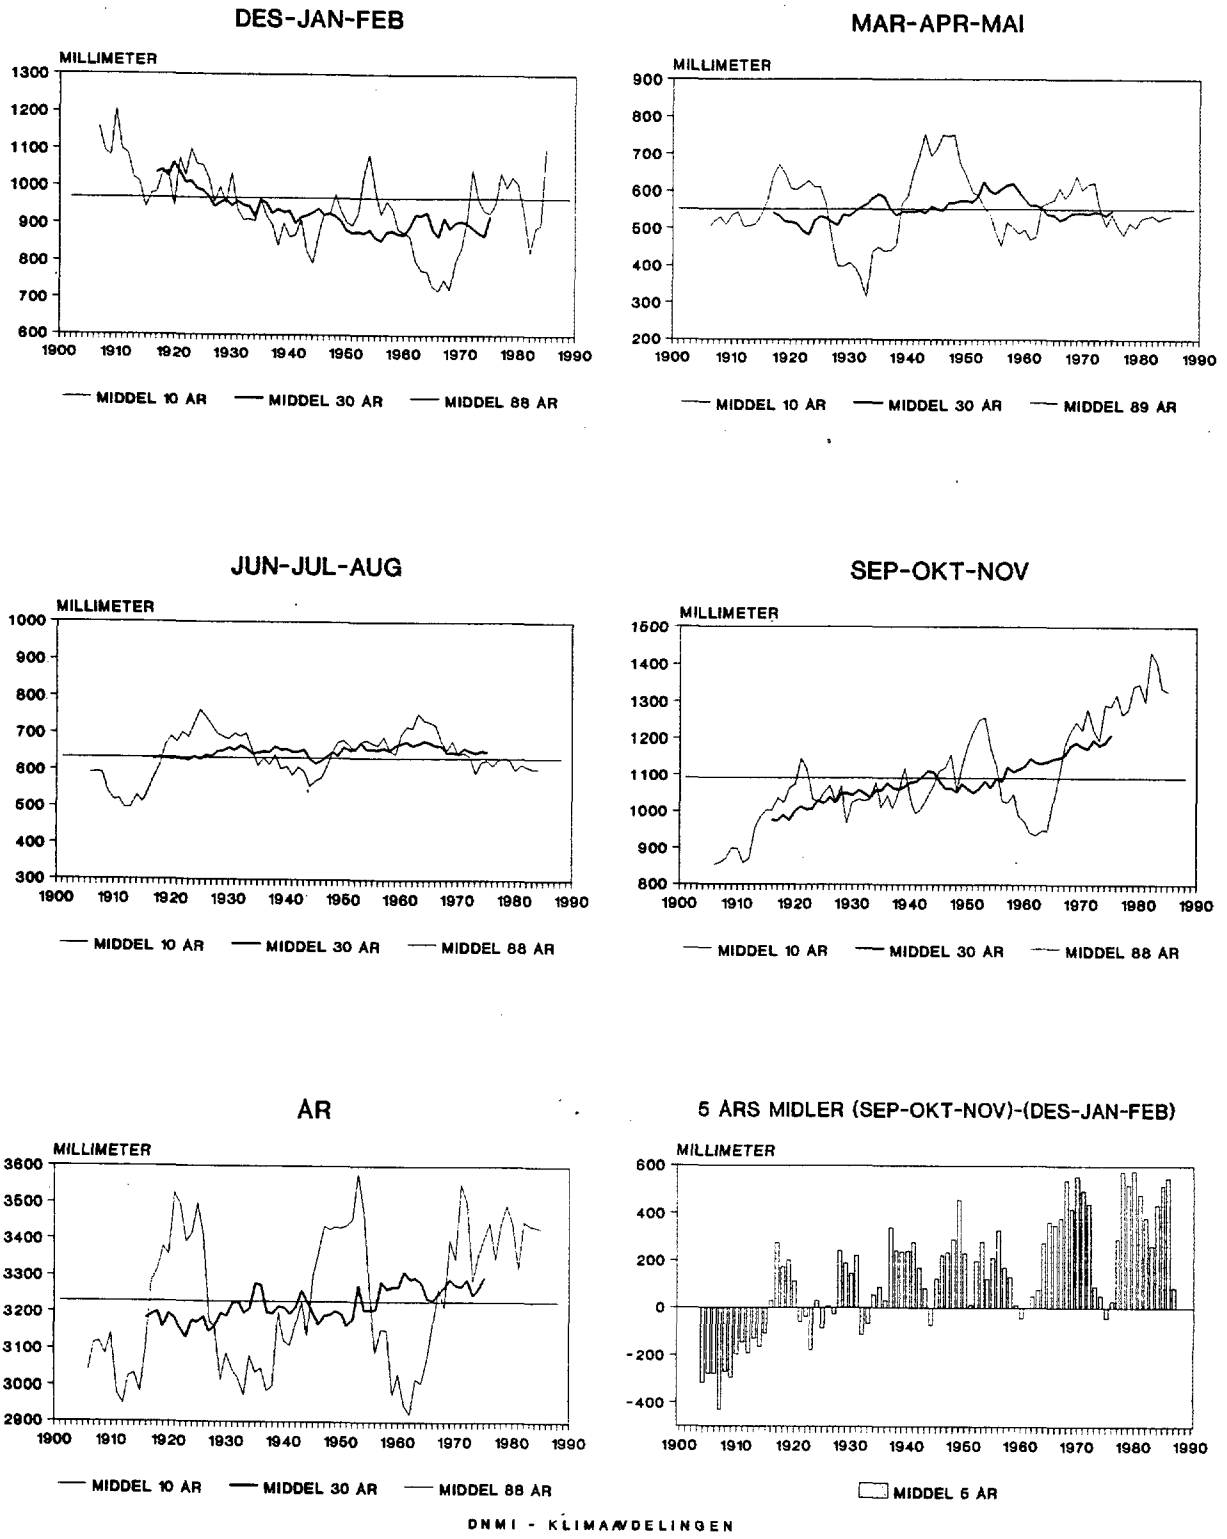 DES-JAN-FEB
MILLIMETER
1300
1200
1100
1000
900
800
700
600
1900 1910 1920 1930 1940 1950 1960 1970 1980 1990
MIDDEL 10 ÅR MIDDEL 30 ÅR MIDDEL 88 ÅR
MAR-APR-MAI
MILLIMETER
900
800
700
600
500
400
300
200
1900 1910 1920 1930 1940 1950 1960 1970 1980 1990
MIDDEL 10 ÅR MIDDEL 30 ÅR MIDDEL 89 ÅR
JUN-JUL-AUG
MILLIMETER
1000
900
800
700
600
500
400
300
1900 1910 1920 1930 1940 1950 1960 1970 1980 1990
MIDDEL 10 ÅR MIDDEL 30 ÅR MIDDEL 88 ÅR
SEP-OKT-NOV
MILLIMETER
1500
1400
1300
1200
1100
1000
900
800
1900 1910 1920 1930 1940 1950 1960 1970 1980 1990
MIDDEL 10 ÅR MIDDEL 30 ÅR MIDDEL 88 ÅR
ÅR
MILLIMETER
3600
3500
3400
3300
3200
3100
3000
2900
1900 1910 1920 1930 1940 1950 1960 1970 1980 1990
MIDDEL 10 ÅR MIDDEL 30 ÅR MIDDEL 88 ÅR
5 ÅRS MIDLER (SEP-OKT-NOV)-(DES-JAN-FEB)
MILLIMETER
600
400
200
0
-200
-400
1900 1910 1920 1930 1940 1950 1960 1970 1980 1990
MIDDEL 5 ÅR
DNMI - KLIMAAVDELINGEN